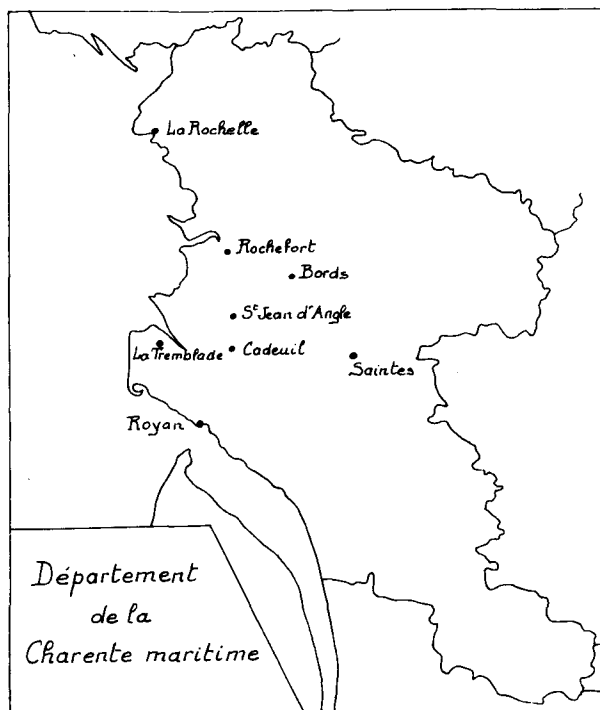 La Rochelle
Rochefort
Bords
St Jean d'Angle
La Tremblade
Cadeuil
Saintes
Royan
Département
de la
Charente maritime